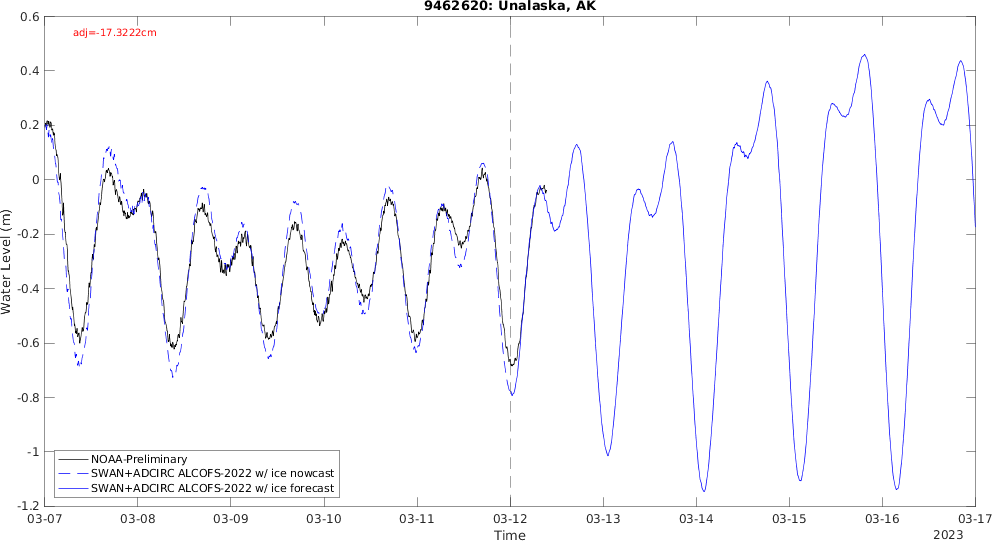 9462620: Unalaska, AK
adj=-17.3222cm
0.6
0.4
0.2
0
-0.2
-0.4
-0.6
-0.8
-1
-1.2
Water Level (m)
NOAA-Preliminary
SWAN+ADCIRC ALCOFS-2022 w/ ice nowcast
SWAN+ADCIRC ALCOFS-2022 w/ ice forecast
03-07 03-08 03-09 03-10 03-11 03-12 03-13 03-14 03-15 03-16 03-17
Time
2023